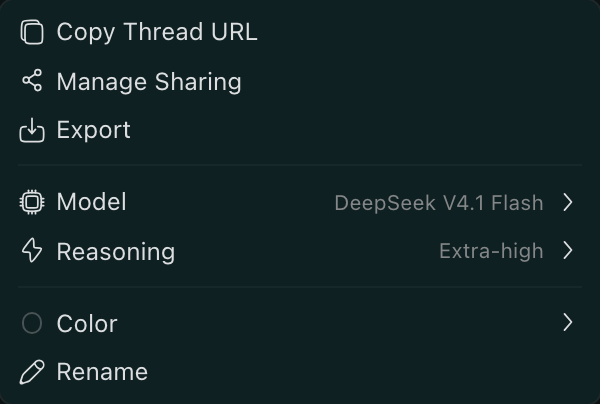 Copy Thread URL
Manage Sharing
Export
Model DeepSeek V4.1 Flash
Reasoning Extra-high
Color
Rename